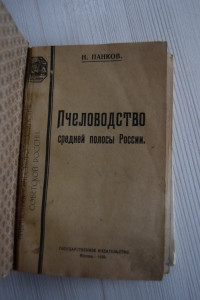 Н. ПАНКОВ.
Пчеловодство
средней полосы России.
ГОСУДАРСТВЕННОЕ ИЗДАТЕЛЬСТВО
Москва